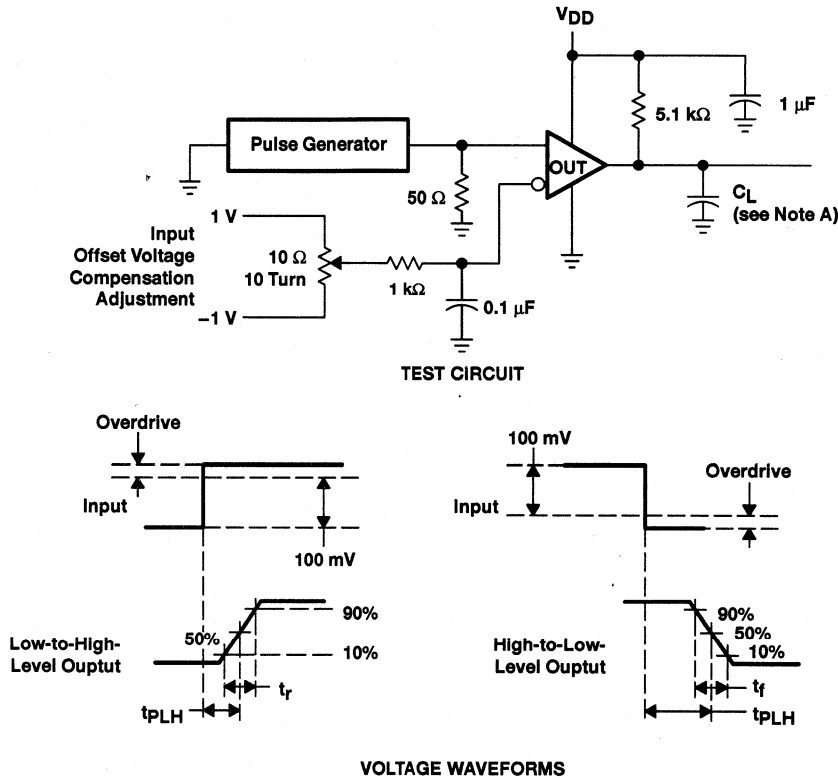 VDD
5.1 kΩ
1 μF
Pulse Generator
OUT
50 Ω
CL
(see Note A)
1 V
Input
Offset Voltage
Compensation
Adjustment
10 Ω
10 Turn
1 kΩ
0.1 μF
−1 V
TEST CIRCUIT
Overdrive
Input
100 mV
100 mV
Overdrive
Input
Low-to-High-
Level Ouptut
90%
50%
10%
tr
tPLH
High-to-Low-
Level Ouptut
90%
50%
10%
tf
tPLH
VOLTAGE WAVEFORMS